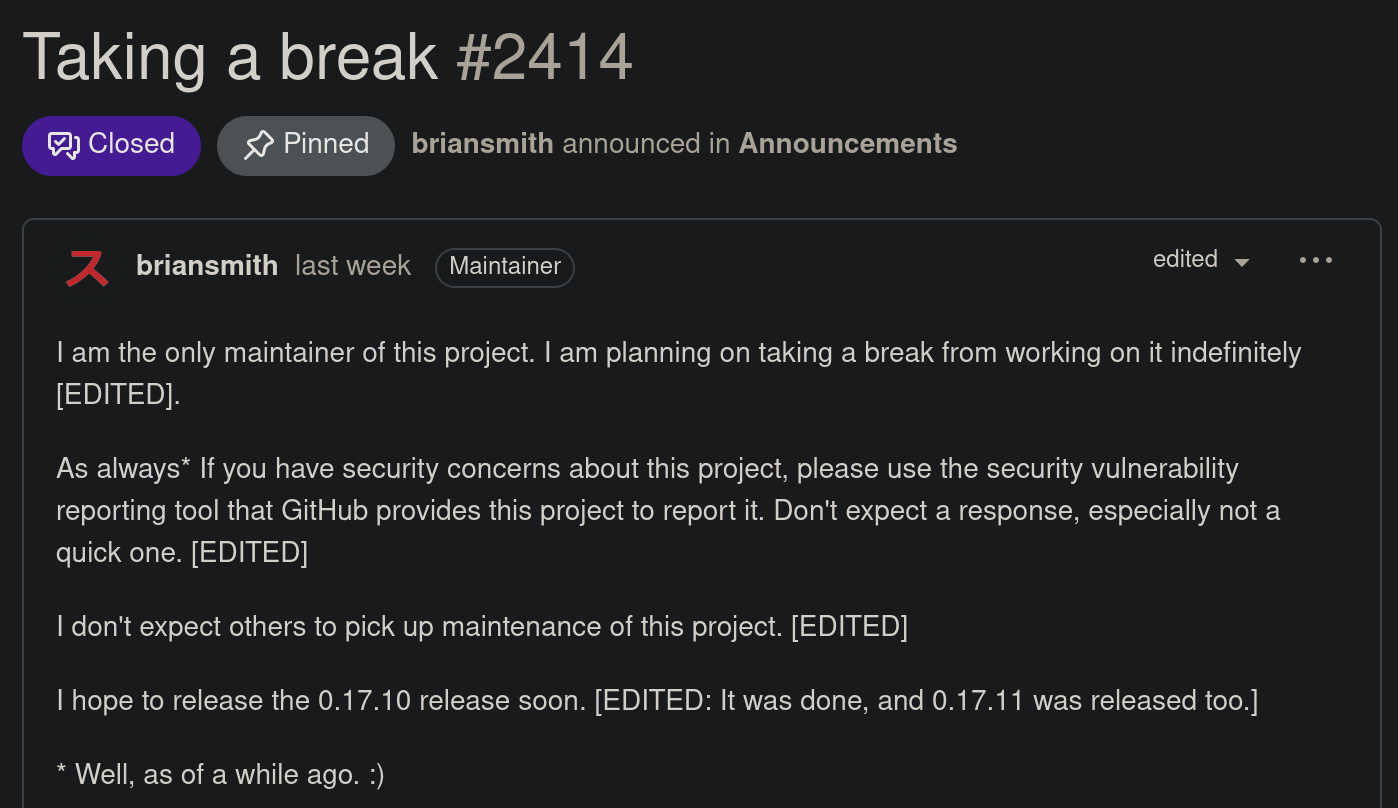 Taking a break #2414
Closed Pinned briansmith announced in Announcements
ス briansmith last week Maintainer edited
I am the only maintainer of this project. I am planning on taking a break from working on it indefinitely
[EDITED].
As always* If you have security concerns about this project, please use the security vulnerability
reporting tool that GitHub provides this project to report it. Don't expect a response, especially not a
quick one. [EDITED]
I don't expect others to pick up maintenance of this project. [EDITED]
I hope to release the 0.17.10 release soon. [EDITED: It was done, and 0.17.11 was released too.]
* Well, as of a while ago. :)